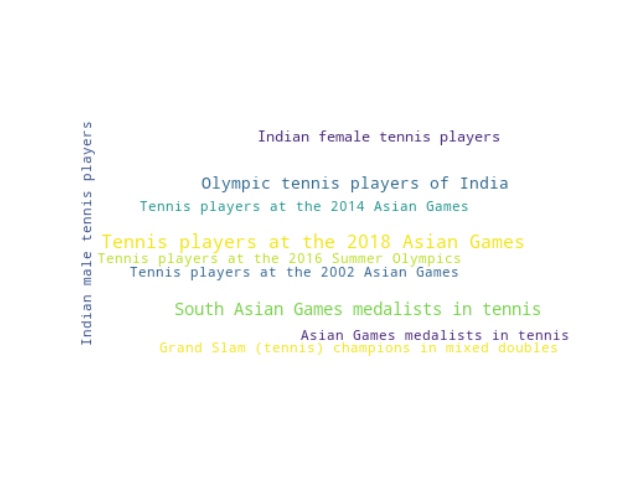 Indian male tennis players
Indian female tennis players
Olympic tennis players of India
Tennis players at the 2014 Asian Games
Tennis players at the 2018 Asian Games
Tennis players at the 2016 Summer Olympics
Tennis players at the 2002 Asian Games
South Asian Games medalists in tennis
Asian Games medalists in tennis
Grand Slam (tennis) champions in mixed doubles